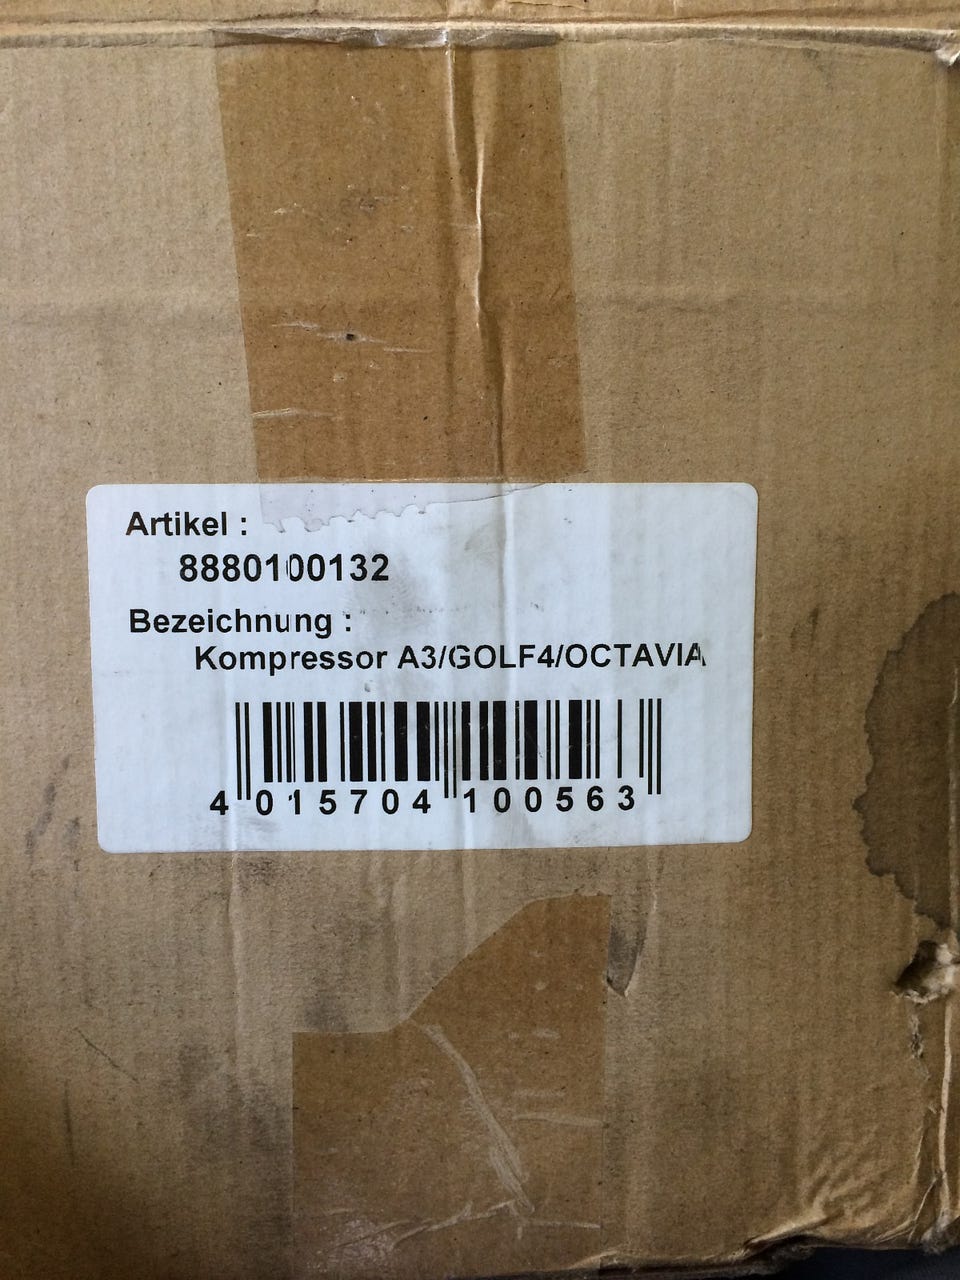 Artikel :
8880100132
Bezeichnung :
Kompressor A3/GOLF4/OCTAVIA
4 015704 100563